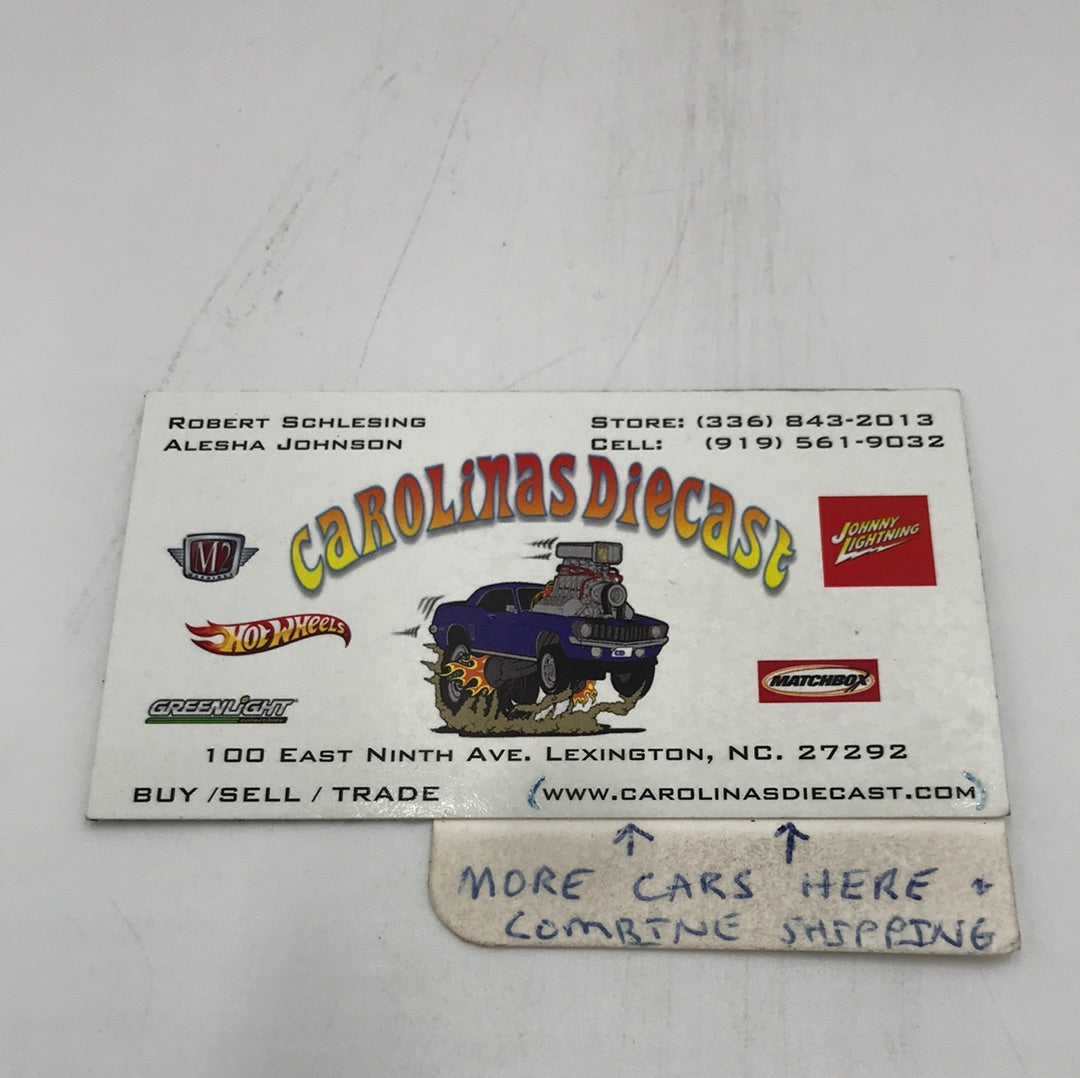 ROBERT SCHLESING
ALESHA JOHNSON
STORE: (336) 843-2013
CELL: (919) 561-9032
CAROLINAS DIECAST
M2
JOHNNY
LIGHTNING
HOT WHEELS
MATCHBOX
GREENLIGHT
CD
100 EAST NINTH AVE. LEXINGTON, NC. 27292
BUY /SELL / TRADE
(WWW.CAROLINASDIECAST.COM)
↑ ↑
MORE CARS HERE +
COMBINE SHIPPING